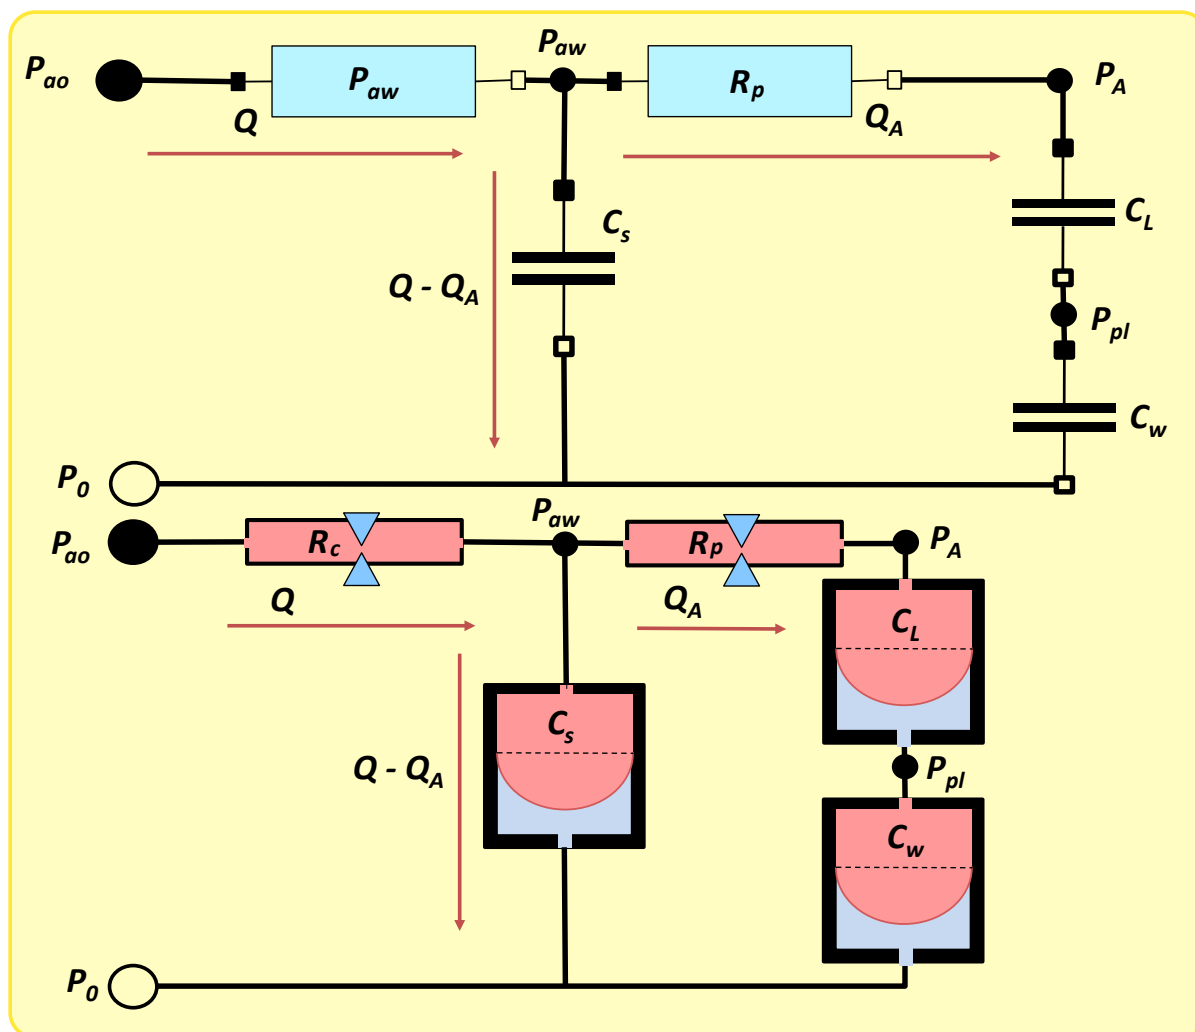 P_ao
P_aw
P_aw
R_p
P_A
Q
Q_A
C_s
C_L
Q - Q_A
P_pl
C_w
P_0
P_ao
R_c
P_aw
R_p
P_A
Q
Q_A
C_L
C_s
Q - Q_A
P_pl
C_w
P_0